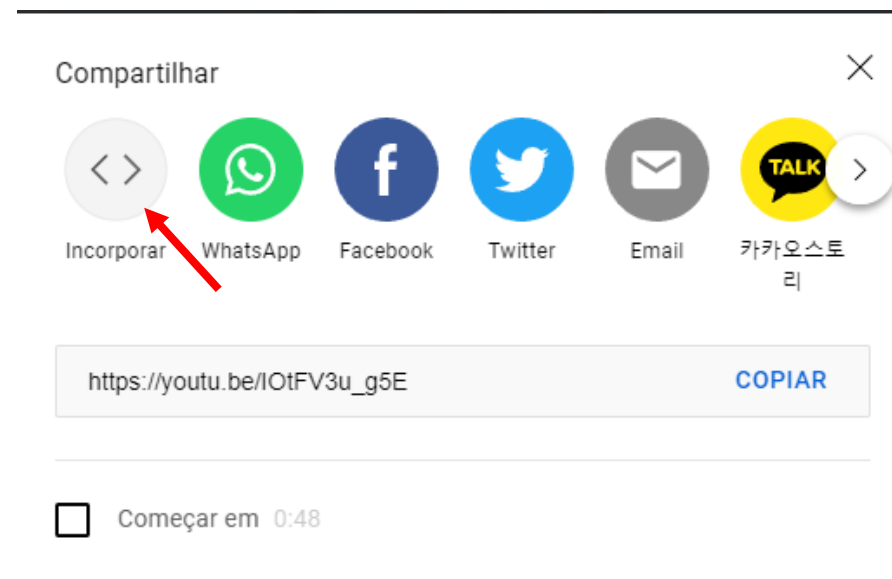 Compartilhar
TALK
Incorporar WhatsApp Facebook Twitter Email 카카오스토
리
https://youtu.be/IOtFV3u_g5E COPIAR
Começar em 0:48